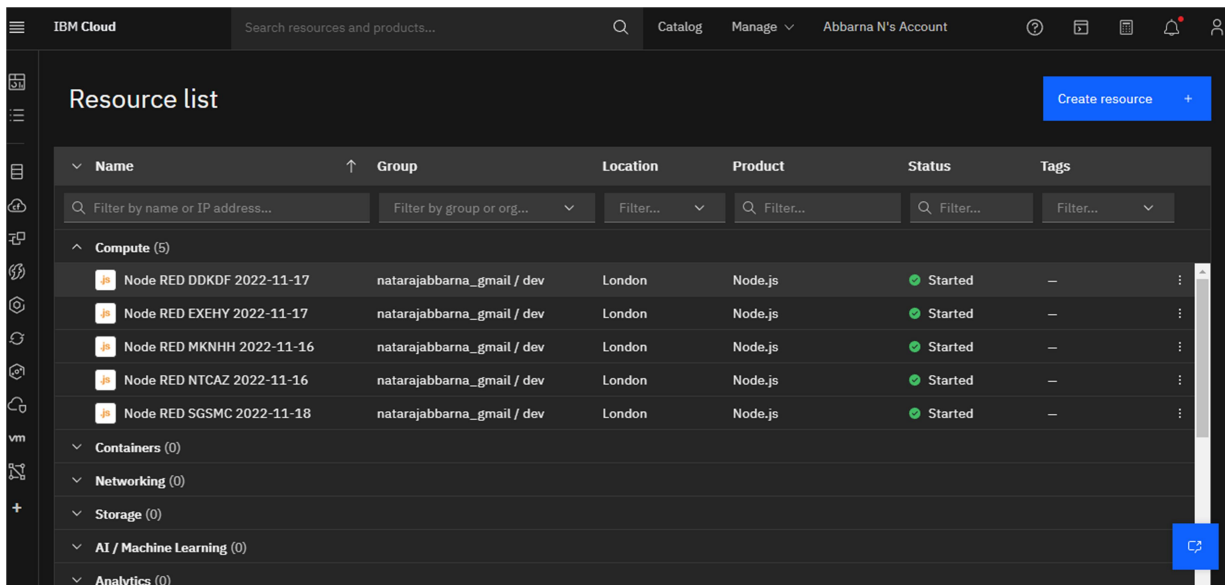 IBM Cloud Search resources and products... Catalog Manage Abbarna N's Account
Resource list
Create resource +
Name Group Location Product Status Tags
Filter by name or IP address... Filter by group or org... Filter... Filter... Filter... Filter...
Compute (5)
Node RED DDKDF 2022-11-17 natarajabbarna_gmail / dev London Node.js Started –
Node RED EXEHY 2022-11-17 natarajabbarna_gmail / dev London Node.js Started –
Node RED MKNHH 2022-11-16 natarajabbarna_gmail / dev London Node.js Started –
Node RED NTCAZ 2022-11-16 natarajabbarna_gmail / dev London Node.js Started –
Node RED SGSMC 2022-11-18 natarajabbarna_gmail / dev London Node.js Started –
Containers (0)
vm
Networking (0)
Storage (0)
AI / Machine Learning (0)
Analytics (0)